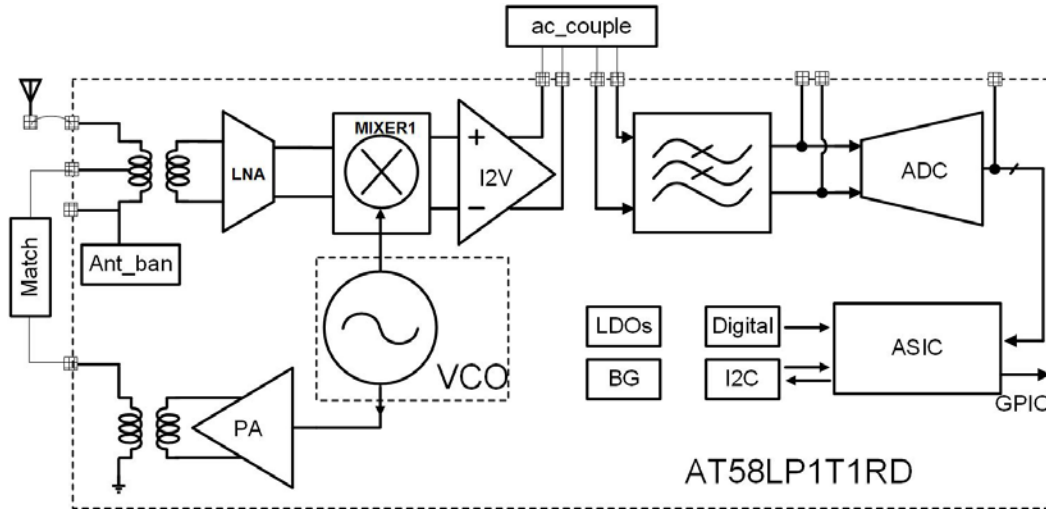 ac_couple
MIXER1
LNA
+
I2V
−
ADC
Ant_ban
Match
VCO
PA
LDOs
Digital
ASIC
BG
I2C
GPIO
AT58LP1T1RD